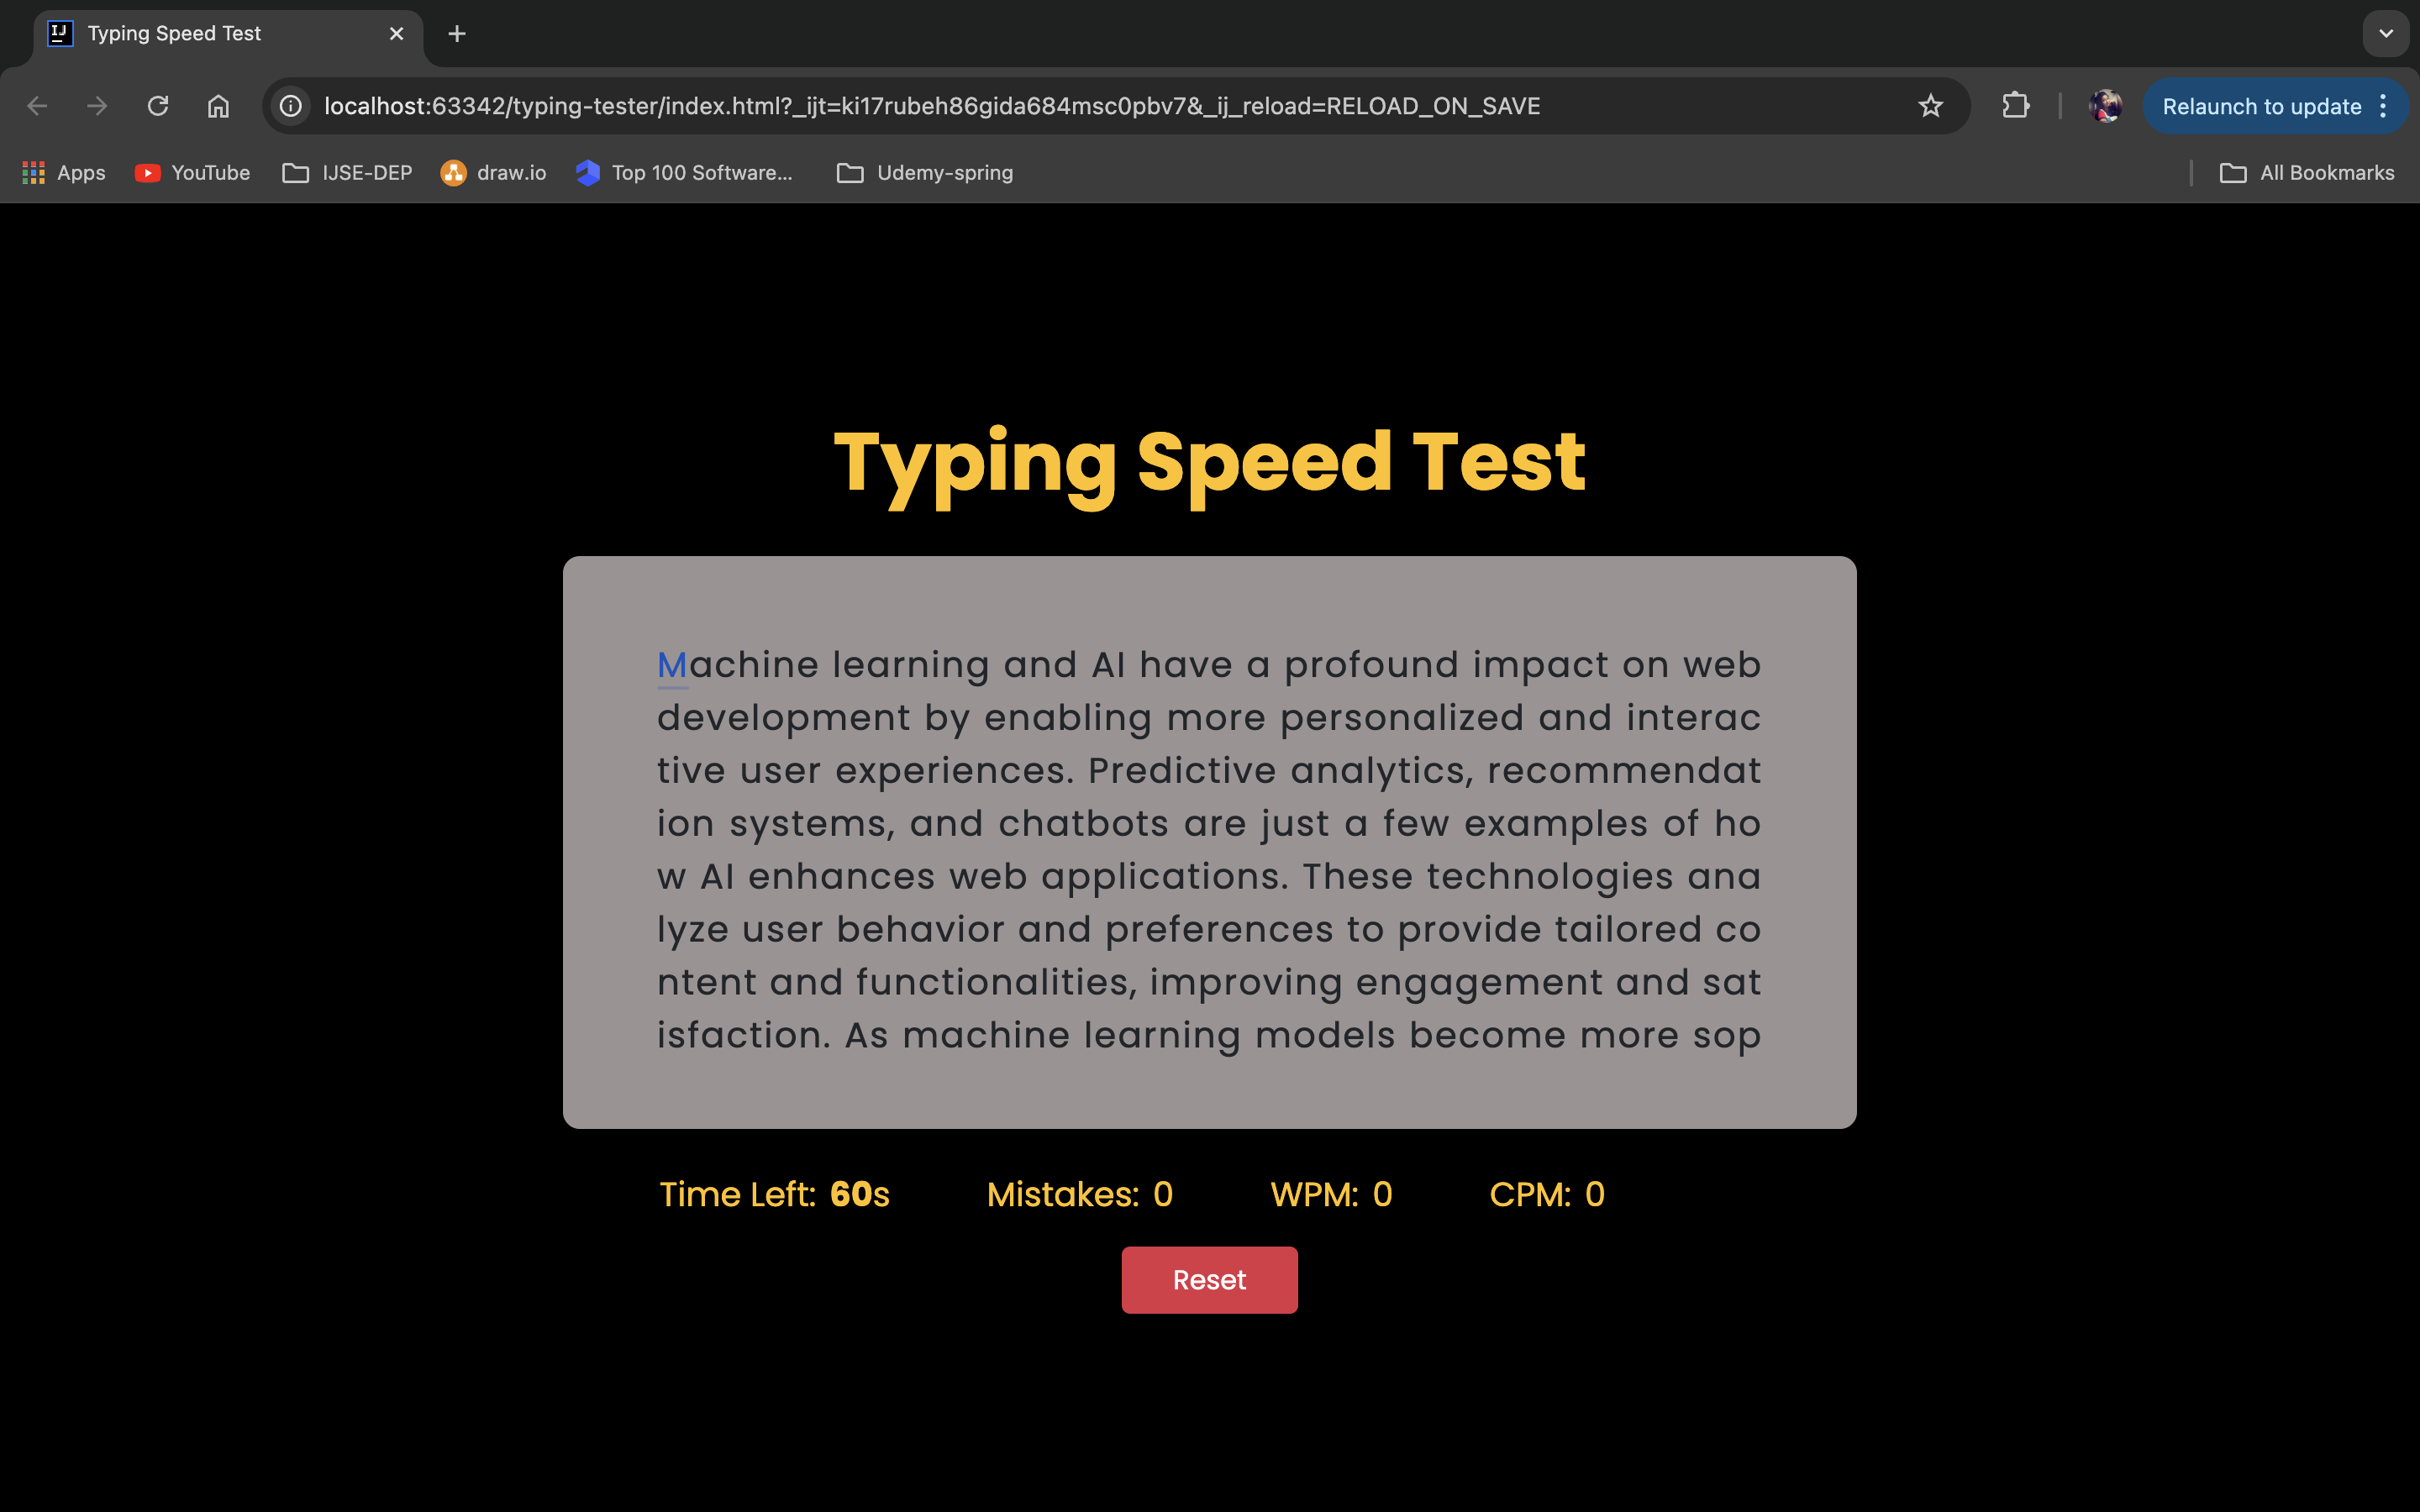 Typing Speed Test
localhost:63342/typing-tester/index.html?_ijt=ki17rubeh86gida684msc0pbv7&_ij_reload=RELOAD_ON_SAVE
Relaunch to update
Apps YouTube IJSE-DEP draw.io Top 100 Software... Udemy-spring All Bookmarks
Typing Speed Test
Machine learning and AI have a profound impact on web
development by enabling more personalized and interac
tive user experiences. Predictive analytics, recommendat
ion systems, and chatbots are just a few examples of ho
w AI enhances web applications. These technologies ana
lyze user behavior and preferences to provide tailored co
ntent and functionalities, improving engagement and sat
isfaction. As machine learning models become more sop
Time Left: 60s Mistakes: 0 WPM: 0 CPM: 0
Reset